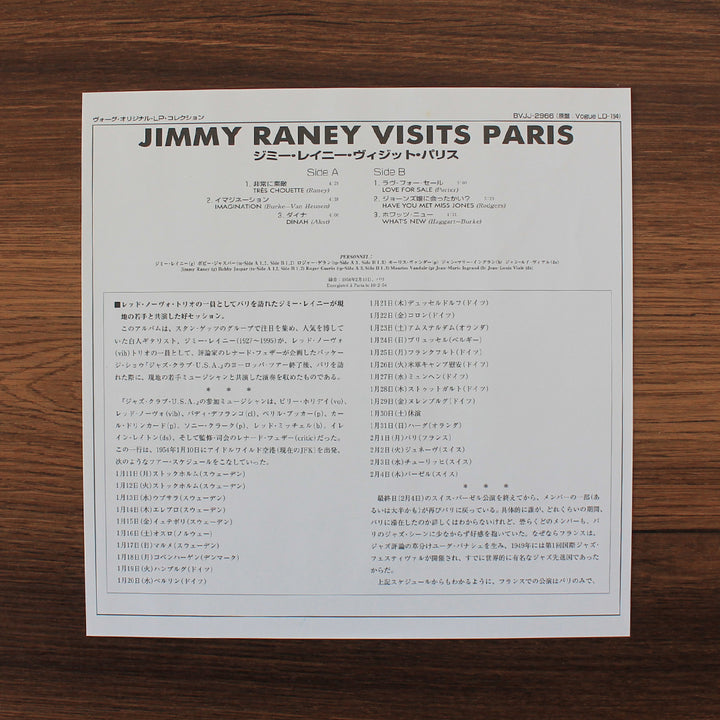 ヴォーグ・オリジナル・LP・コレクション
BVJJ-2966 (原盤:Vogue LD-194)
JIMMY RANEY VISITS PARIS
ジミー・レイニー・ヴィジット・パリス
Side A
1. 非常に素敵 4:25
TRÈS CHOUETTE (Raney)
2. イマジネーション 4:38
IMAGINATION (Burke–Van Heusen)
3. ダイナ 4:06
DINAH (Akst)
Side B
1. ラヴ・フォー・セール
LOVE FOR SALE (Porter)
2. ジョーンズ嬢に会ったかい?
HAVE YOU MET MISS JONES (Rodgers)
3. ホワッツ・ニュー
WHAT'S NEW (Haggart–Burke)
PERSONNEL :
録音:1954年2月10日、パリ
Enregistré à Paris le 10-2-54
■レッド・ノーヴォ・トリオの一員としてパリを訪れたジミー・レイニーが現
地の若手と共演した好セッション。
このアルバムは、スタン・ゲッツのグループで注目を集め、人気を博して
いた白人ギタリスト、ジミー・レイニー(1927〜1995)が、レッド・ノーヴォ
(vib)トリオの一員として、評論家のレナード・フェザーが企画したパッケー
ジ・ショウ「ジャズ・クラブ・U.S.A.」のヨーロッパ・ツアー終了後、パリを訪
れた際に、現地の若手ミュージシャンと共演した演奏を収めたものである。
* * *
「ジャズ・クラブ・U.S.A.」の参加ミュージシャンは、ビリー・ホリデイ(vo)、
レッド・ノーヴォ(vib)、バディ・デフランコ(cl)、ベリル・ブッカー(p)、カー
ル・ドリンカード(p)、ソニー・クラーク(p)、レッド・ミッチェル(b)、イレ
イン・レイトン(ds)、そして監修・司会のレナード・フェザー(critic)だった。
この一行は、1954年1月10日にアイドルワイルド空港(現在のJFK)を出発、
次のようなツアー・スケジュールをこなしていった。
1月11日(月)ストックホルム(スウェーデン)
1月12日(火)ストックホルム(スウェーデン)
1月13日(水)ウプサラ(スウェーデン)
1月14日(木)エレブロ(スウェーデン)
1月15日(金)イェテボリ(スウェーデン)
1月16日(土)オスロ(ノルウェー)
1月17日(日)マルメ(スウェーデン)
1月18日(月)コペンハーゲン(デンマーク)
1月19日(火)ハンブルグ(ドイツ)
1月20日(水)ベルリン(ドイツ)
1月21日(木)デュッセルドルフ(ドイツ)
1月22日(金)コロン(ドイツ)
1月23日(土)アムステルダム(オランダ)
1月24日(日)ブリュッセル(ベルギー)
1月25日(月)フランクフルト(ドイツ)
1月26日(火)米軍キャンプ慰安(ドイツ)
1月27日(水)ミュンヘン(ドイツ)
1月28日(木)ストゥットガルト(ドイツ)
1月29日(金)ヌレンブルグ(ドイツ)
1月30日(土)休演
1月31日(日)ハーグ(オランダ)
2月1日(月)パリ(フランス)
2月2日(火)ジュネーヴ(スイス)
2月3日(水)チューリッヒ(スイス)
2月4日(木)バーゼル(スイス)
* * *
最終日(2月4日)のスイス・バーゼル公演を終えてから、メンバーの一部(あ
るいは大半かも)が再びパリに戻っている。具体的に誰が、どれくらいの期間、
パリに滞在したのか詳しくはわからないけれど、恐らくどのメンバーも、パ
リのジャズ・シーンに少なからず好感を抱いていた。なぜならフランスは、
ジャズ評論の草分けユーグ・パナシェを生み、1949年には第1回国際ジャズ・
フェスティヴァルが開催され、すでに世界的に有名なジャズ先進国であった
からだ。
上記スケジュールからもわかるように、フランスでの公演はパリのみで、